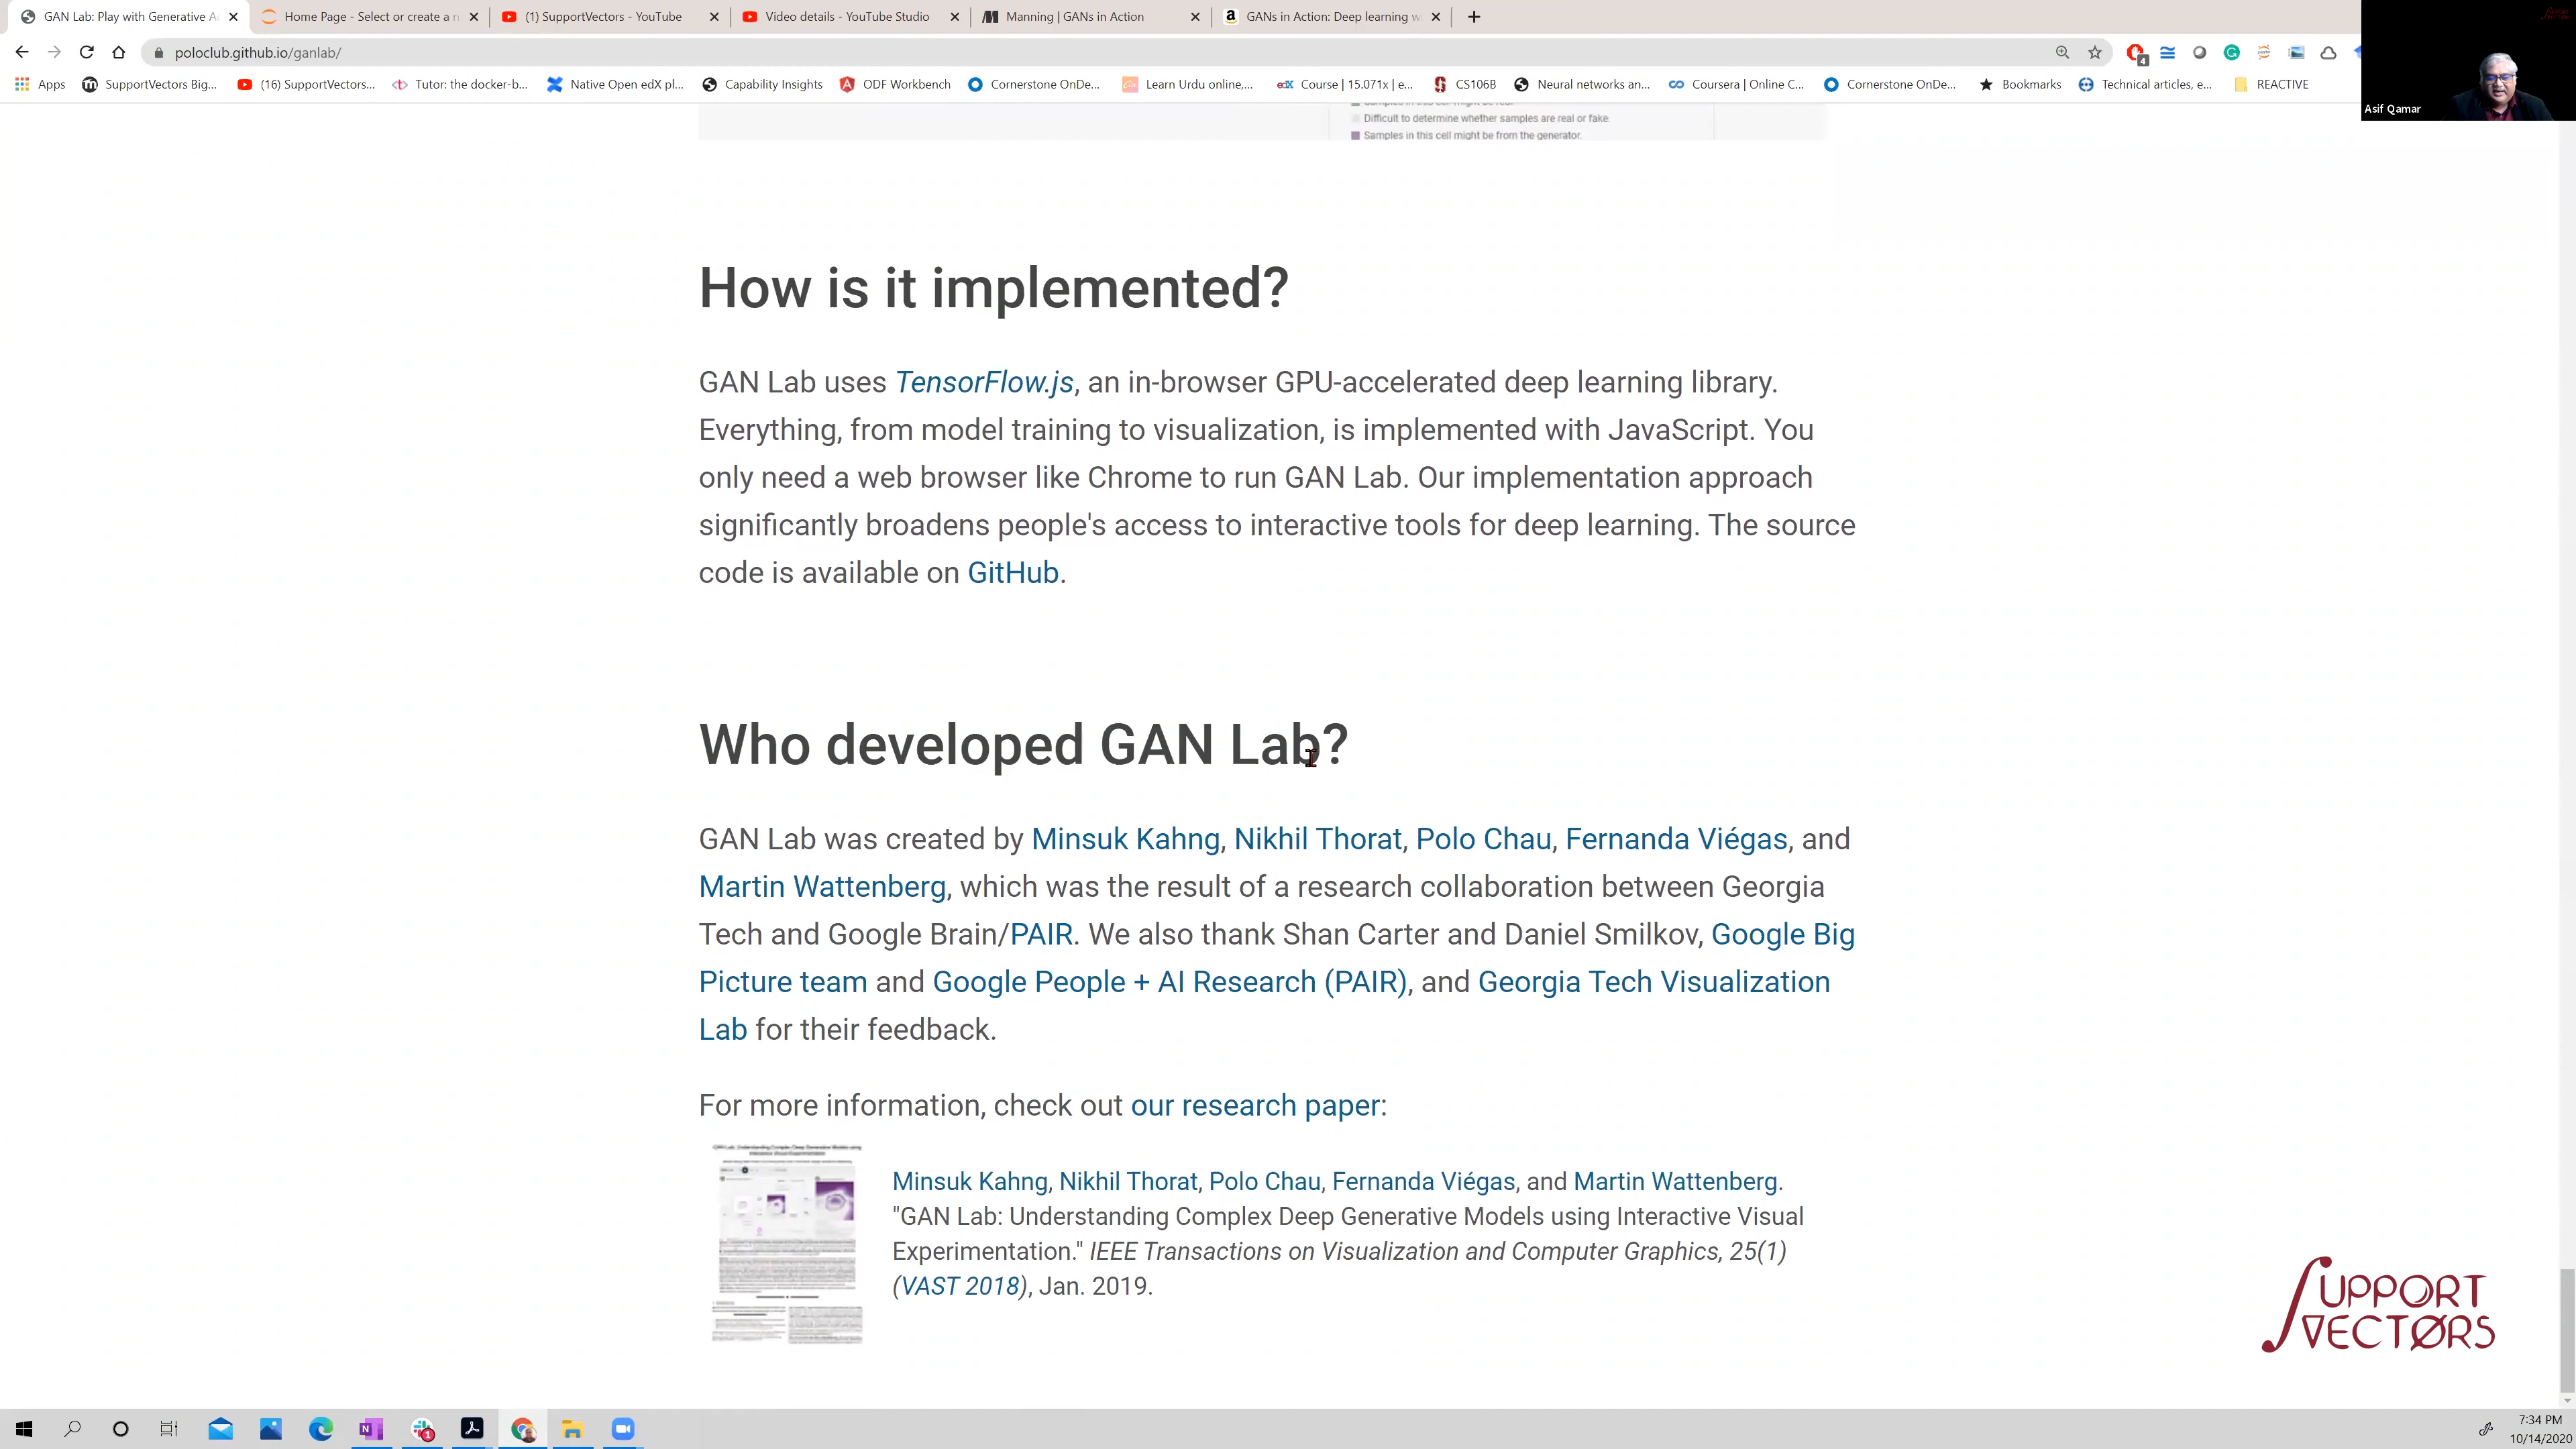 GAN Lab: Play with Generative A
Home Page - Select or create a n
(1) SupportVectors - YouTube
Video details - YouTube Studio
Manning | GANs in Action
GANs in Action: Deep learning w
poloclub.github.io/ganlab/
4
Apps
SupportVectors Big...
(16) SupportVectors...
Tutor: the docker-b...
Native Open edX pl...
Capability Insights
ODF Workbench
Cornerstone OnDe...
Learn Urdu online,...
edX Course | 15.071x | e...
CS106B
Neural networks an...
Coursera | Online C...
Cornerstone OnDe...
Bookmarks
Technical articles, e...
REACTIVE
Asif Qamar
Samples in this cell might be real.
Difficult to determine whether samples are real or fake.
Samples in this cell might be from the generator.
How is it implemented?
GAN Lab uses TensorFlow.js, an in-browser GPU-accelerated deep learning library.
Everything, from model training to visualization, is implemented with JavaScript. You
only need a web browser like Chrome to run GAN Lab. Our implementation approach
significantly broadens people's access to interactive tools for deep learning. The source
code is available on GitHub.
Who developed GAN Lab?
GAN Lab was created by Minsuk Kahng, Nikhil Thorat, Polo Chau, Fernanda Viégas, and
Martin Wattenberg, which was the result of a research collaboration between Georgia
Tech and Google Brain/PAIR. We also thank Shan Carter and Daniel Smilkov, Google Big
Picture team and Google People + AI Research (PAIR), and Georgia Tech Visualization
Lab for their feedback.
For more information, check out our research paper:
Minsuk Kahng, Nikhil Thorat, Polo Chau, Fernanda Viégas, and Martin Wattenberg.
"GAN Lab: Understanding Complex Deep Generative Models using Interactive Visual
Experimentation." IEEE Transactions on Visualization and Computer Graphics, 25(1)
(VAST 2018), Jan. 2019.
SUPPORT
VECTORS
7:34 PM
10/14/2020